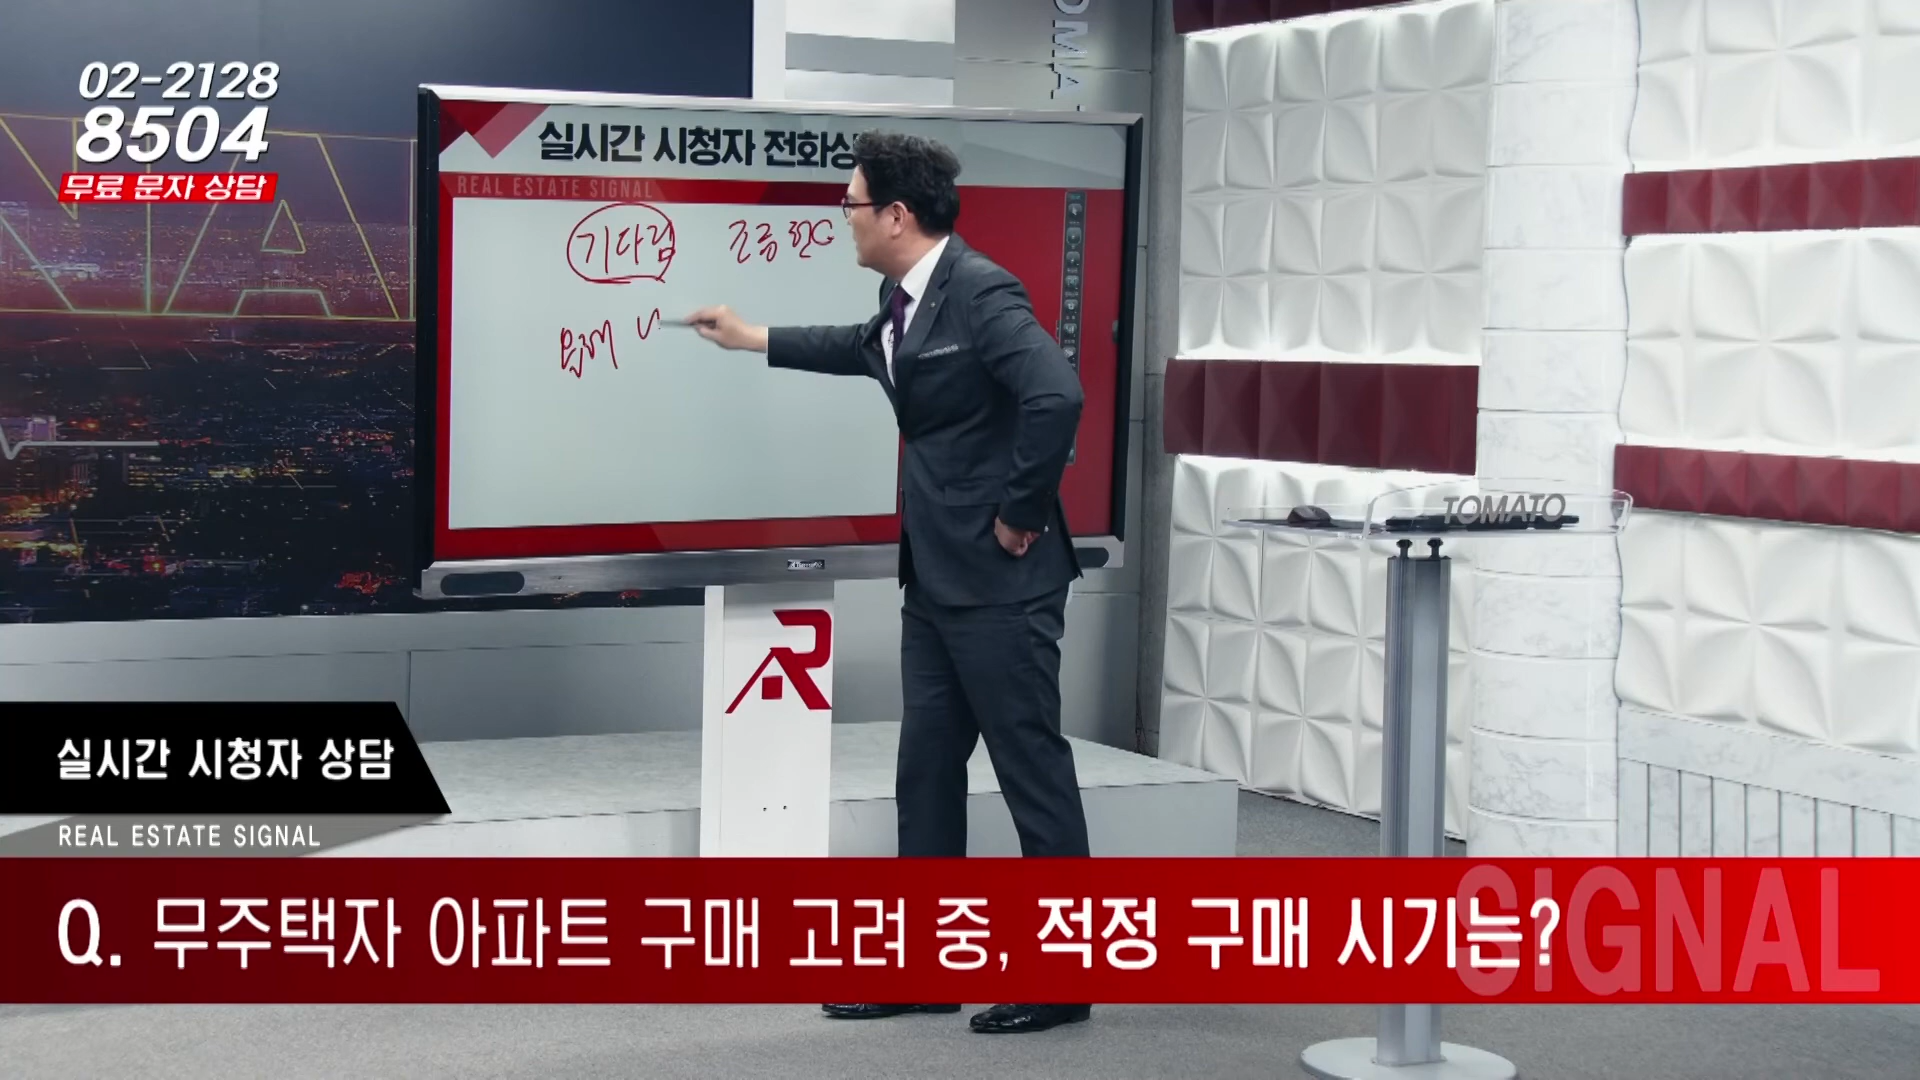 02-2128
8504
무료 문자 상담
실시간 시청자 전화상
REAL ESTATE SIGNAL
기다림
TOMATO
R
실시간 시청자 상담
REAL ESTATE SIGNAL
Q. 무주택자 아파트 구매 고려 중, 적정 구매 시기는?
SIGNAL